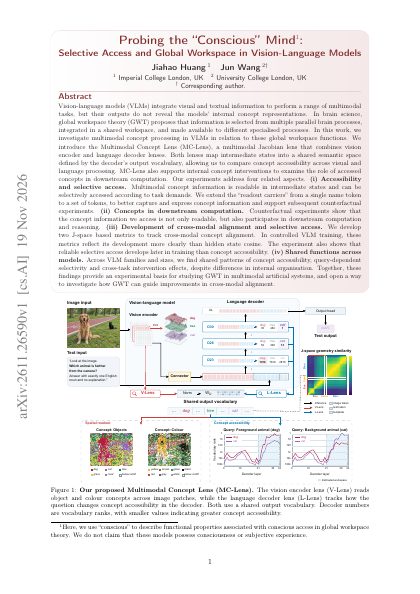 Probing the “Conscious” Mind¹:
Selective Access and Global Workspace in Vision-Language Models
Jiahao Huang ¹ Jun Wang ²⁾
¹ Imperial College London, UK ² University College London, UK
Corresponding author.
Abstract
Vision-language models (VLMs) integrate visual and textual information to perform a range of multimodal
tasks, but their outputs do not reveal the models' internal concept representations. In brain science,
global workspace theory (GWT) proposes that information is selected from multiple parallel brain processes,
integrated in a shared workspace, and made available to different specialised processes. In this work, we
investigate multimodal concept processing in VLMs in relation to these global workspace functions. We
introduce the Multimodal Concept Lens (MC-Lens), a multimodal Jacobian lens that combines vision
encoder and language decoder lenses. Both lenses map intermediate states into a shared semantic space
defined by the decoder's output vocabulary, allowing us to compare concept accessibility across visual and
language processing. MC-Lens also supports internal concept interventions to examine the role of accessed
concepts in downstream computation. Our experiments address four related aspects. (i) Accessibility
and selective access. Multimodal concept information is readable in intermediate states and can be
selectively accessed according to task demands. We extend the "readout carriers" from a single name token
to a set of tokens, to better capture and express concept information and support subsequent counterfactual
experiments. (ii) Concepts in downstream computation. Counterfactual experiments show that
the concept information we access is not only readable, but also participates in downstream computation
and reasoning. (iii) Development of cross-modal alignment and selective access. We develop
two J-space based metrics to track cross-modal concept alignment. In controlled VLM training, these
metrics reflect its development more clearly than hidden state cosine. The experiment also shows that
reliable selective access develops later in training than concept accessibility. (iv) Shared functions across
models. Across VLM families and sizes, we find shared patterns of concept accessibility, query-dependent
selectivity and cross-task intervention effects, despite differences in internal organisation. Together, these
findings provide an experimental basis for studying GWT in multimodal artificial systems, and open a way
to investigate how GWT can guide improvements in cross-modal alignment.
arXiv:2611.26590v1 [cs.AI] 19 Nov 2026
Image input
Vision-language model
Language decoder
Vision encoder
Output head
Text output
Text input
Connector
J-space geometry similarity
V-Lens
Norm
L-Lens
Shared output vocabulary
Spatial readout
Concept accessibility
Concept: Objects
Concept: Colour
Query: Foreground animal (dog)
Query: Background animal (cow)
Decoder layer
Decoder layer
Figure 1: Our proposed Multimodal Concept Lens (MC-Lens). The vision encoder lens (V-Lens) reads
object and colour concepts across image patches, while the language decoder lens (L-Lens) tracks how the
question changes concept accessibility in the decoder. Both use a shared output vocabulary. Decoder numbers
are vocabulary ranks, with smaller values indicating greater concept accessibility.
¹Here, we use "conscious" to describe functional properties associated with conscious access in global workspace
theory. We do not claim that these models possess consciousness or subjective experience.
1